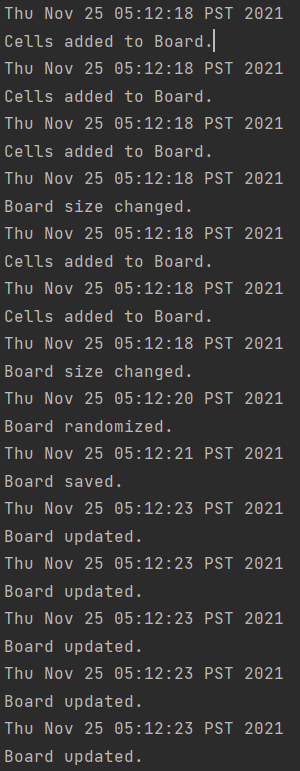 Thu Nov 25 05:12:18 PST 2021
Cells added to Board.
Thu Nov 25 05:12:18 PST 2021
Cells added to Board.
Thu Nov 25 05:12:18 PST 2021
Cells added to Board.
Thu Nov 25 05:12:18 PST 2021
Board size changed.
Thu Nov 25 05:12:18 PST 2021
Cells added to Board.
Thu Nov 25 05:12:18 PST 2021
Cells added to Board.
Thu Nov 25 05:12:18 PST 2021
Board size changed.
Thu Nov 25 05:12:20 PST 2021
Board randomized.
Thu Nov 25 05:12:21 PST 2021
Board saved.
Thu Nov 25 05:12:23 PST 2021
Board updated.
Thu Nov 25 05:12:23 PST 2021
Board updated.
Thu Nov 25 05:12:23 PST 2021
Board updated.
Thu Nov 25 05:12:23 PST 2021
Board updated.
Thu Nov 25 05:12:23 PST 2021
Board updated.